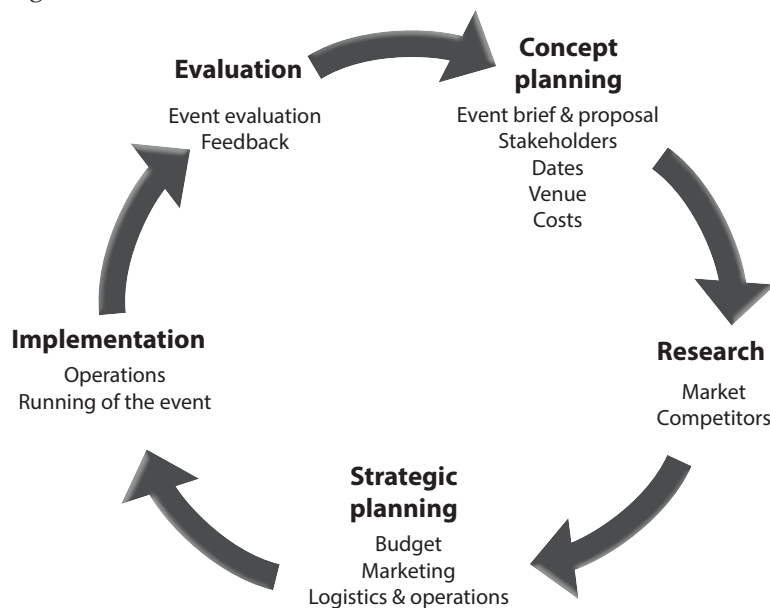 Concept
planning
Event brief & proposal
Stakeholders
Dates
Venue
Costs
Research
Market
Competitors
Strategic
planning
Budget
Marketing
Logistics & operations
Implementation
Operations
Running of the event
Evaluation
Event evaluation
Feedback